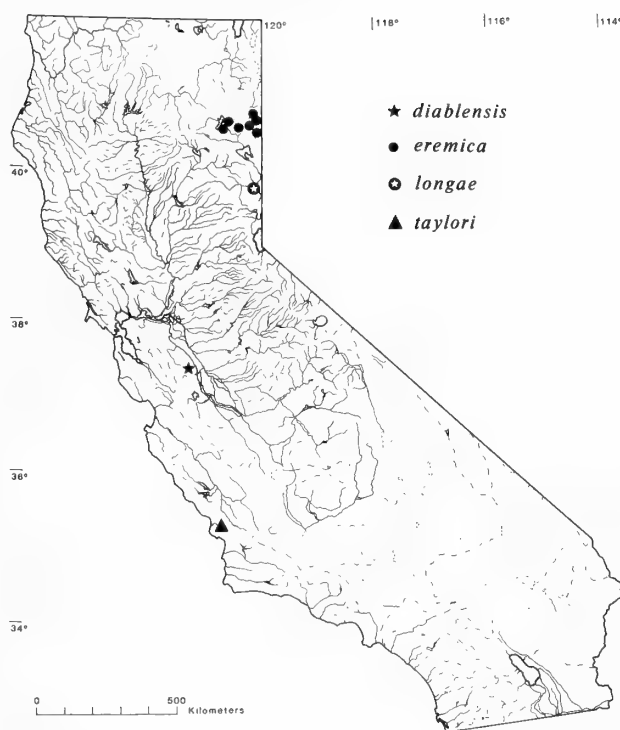 120°
118°
116°
114°
diablensis
eremica
longae
taylori
40°
38°
36°
34°
0 500
Kilometers